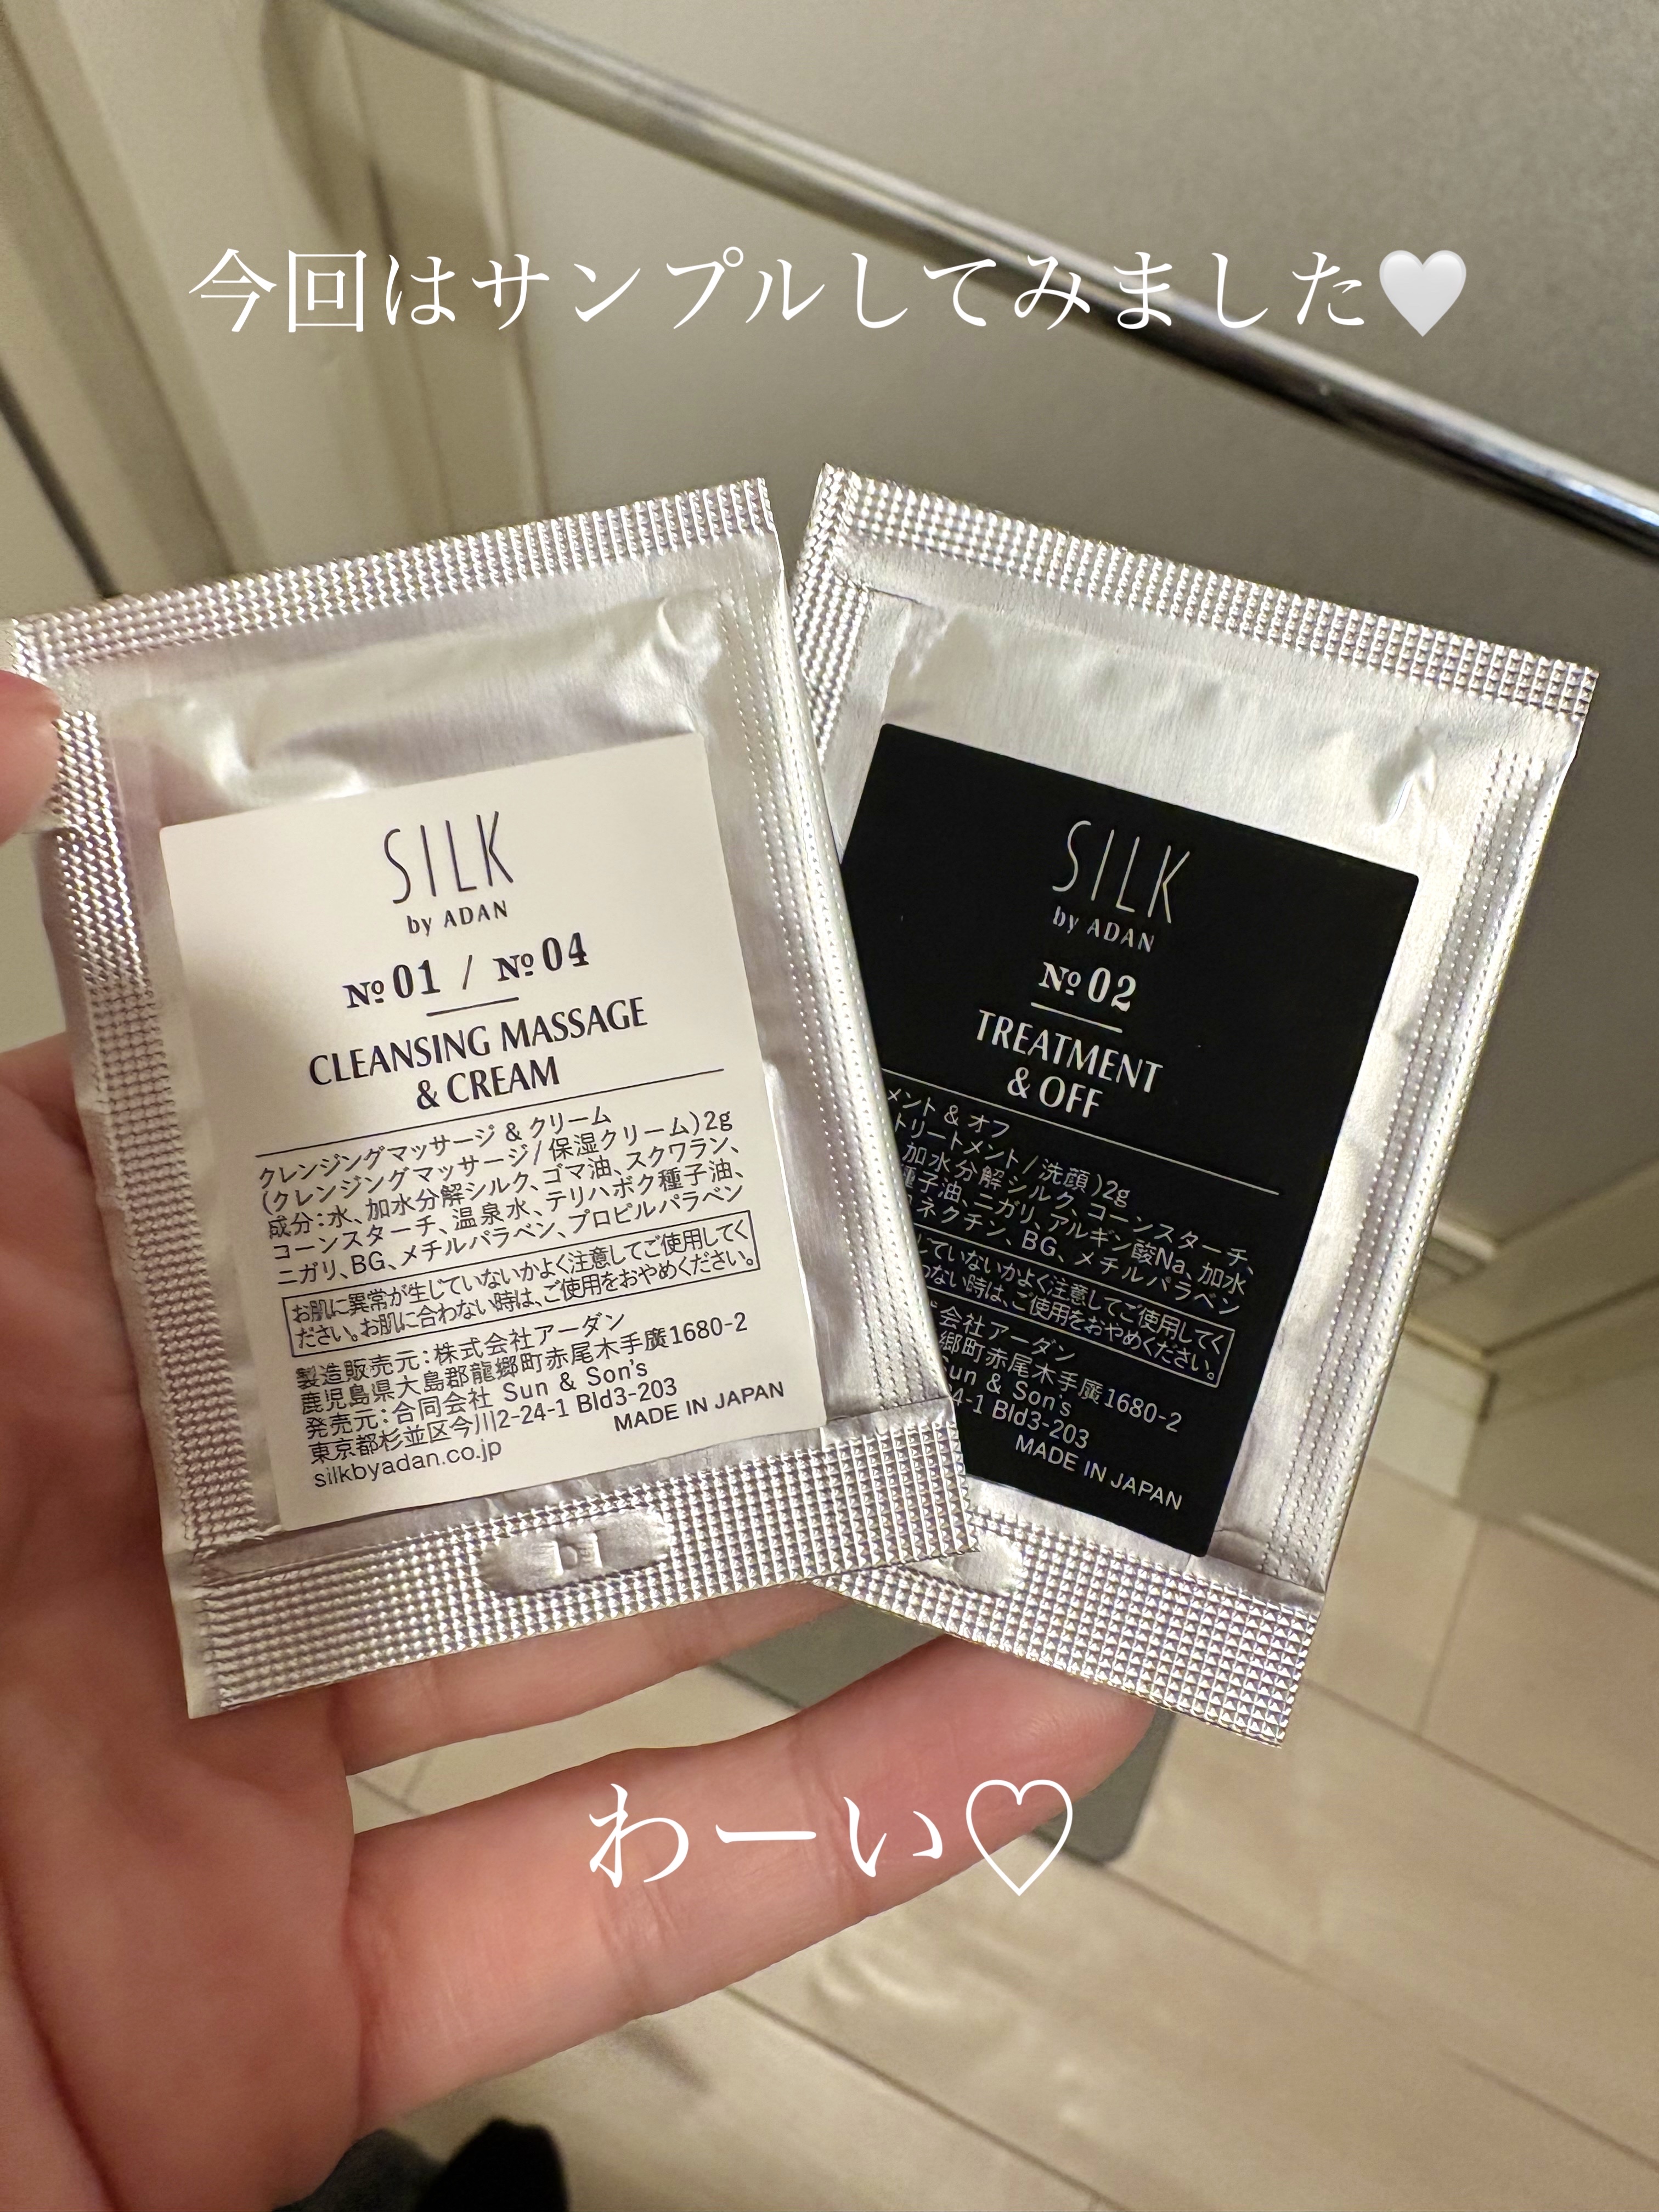 今回はサンプルしてみました🤍
SILK
by ADAN
№01 / №04
CLEANSING MASSAGE
& CREAM
クレンジングマッサージ & クリーム
(クレンジングマッサージ/保湿クリーム)2g
成分:水、加水分解シルク、ゴマ油、スクワラン、
コーンスターチ、温泉水、テリハボク種子油、
ニガリ、BG、メチルパラベン、プロピルパラベン
お肌に異常が生じていないかよく注意してご使用してく
ださい。お肌に合わない時は、ご使用をおやめください。
製造販売元:株式会社アーダン
鹿児島県大島郡龍郷町赤尾木手廣1680-2
発売元:合同会社 Sun & Son's
東京都杉並区今川2-24-1 Bld3-203
silkbyadan.co.jp
MADE IN JAPAN
SILK
by ADAN
№02
TREATMENT
& OFF
メント & オフ
トリートメント/洗顔)2g
加水分解シルク、コーンスターチ、
種子油、ニガリ、アルギン酸Na、加水
ネクチン、BG、メチルパラベン
ていないかよく注意してご使用してく
わない時は、ご使用をおやめください。
会社アーダン
郷町赤尾木手廣1680-2
Sun & Son's
4-1 Bld3-203
MADE IN JAPAN
わーい♡